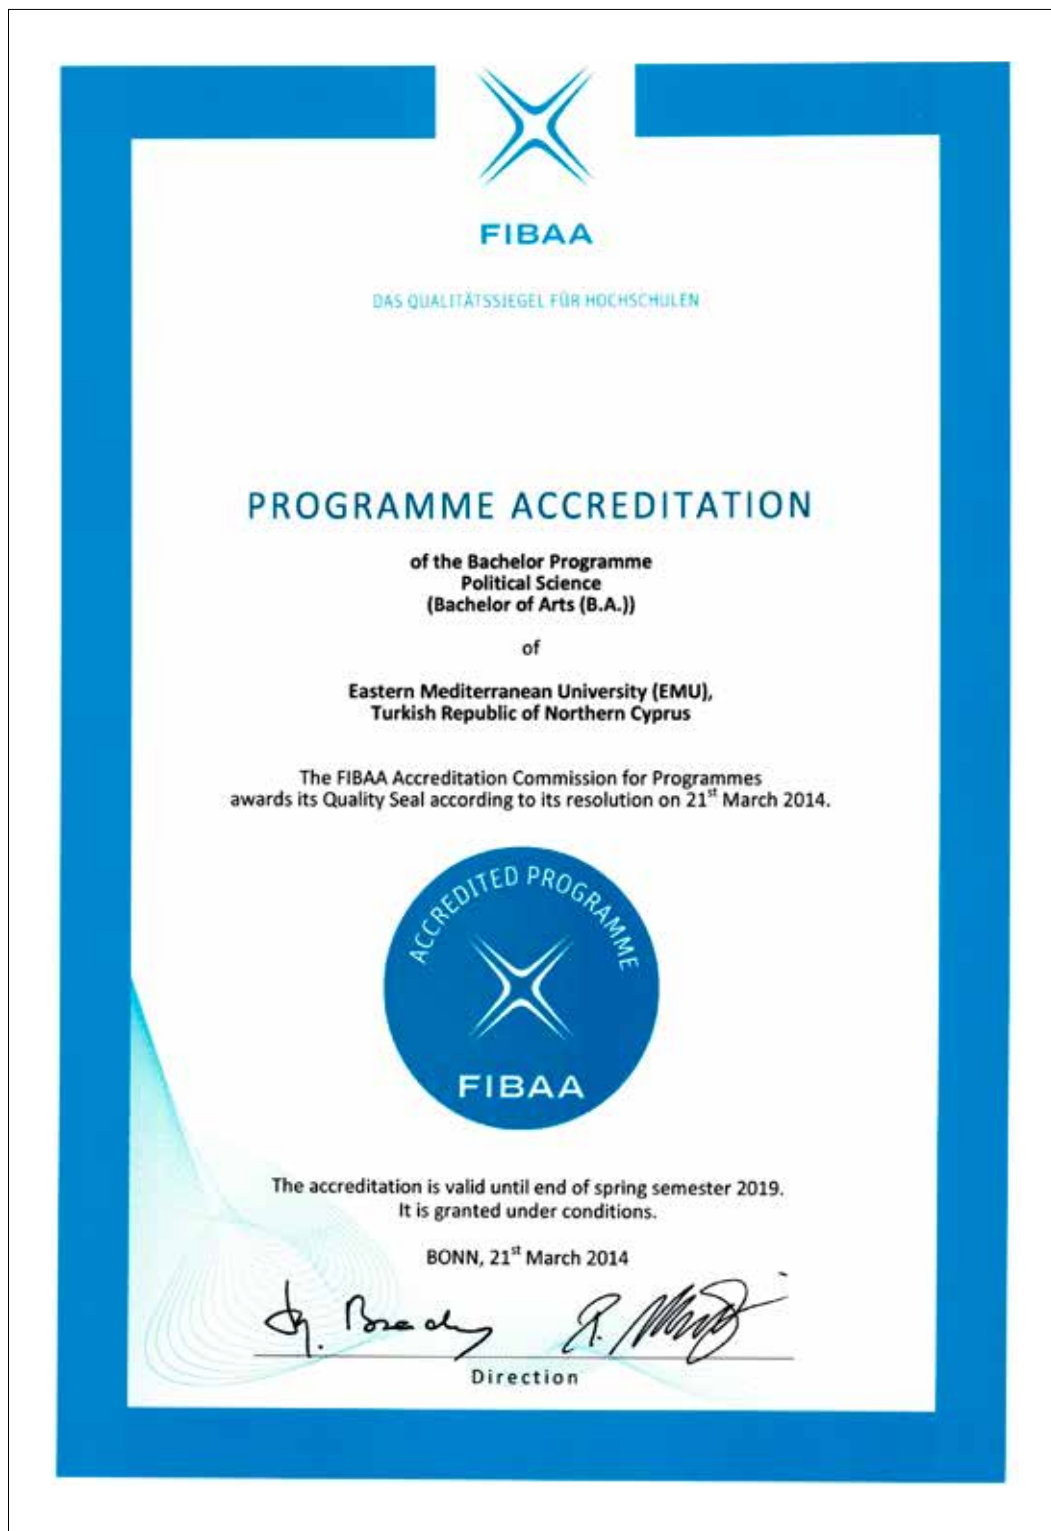 FIBAA
DAS QUALITÄTSSIEGEL FÜR HOCHSCHULEN
PROGRAMME ACCREDITATION
of the Bachelor Programme
Political Science
(Bachelor of Arts (B.A.))
of
Eastern Mediterranean University (EMU),
Turkish Republic of Northern Cyprus
The FIBAA Accreditation Commission for Programmes
awards its Quality Seal according to its resolution on 21st March 2014.
ACCREDITED PROGRAMME
FIBAA
The accreditation is valid until end of spring semester 2019.
It is granted under conditions.
BONN, 21st March 2014
Direction